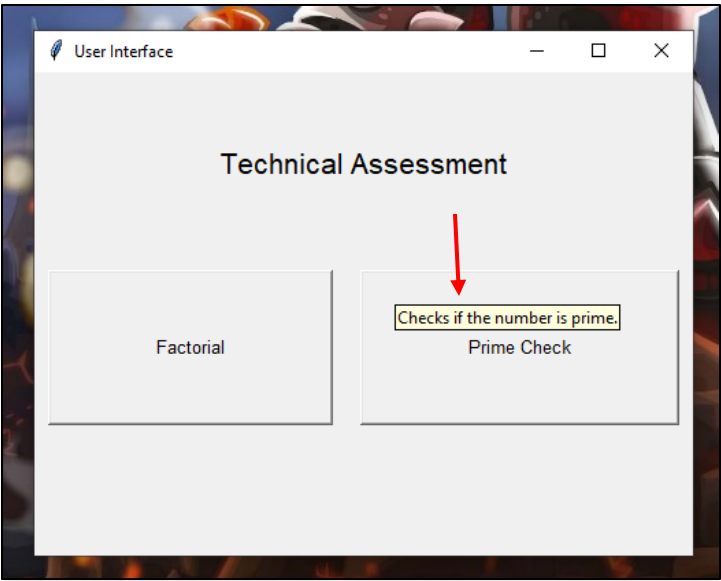 User Interface
Technical Assessment
Checks if the number is prime.
Factorial
Prime Check